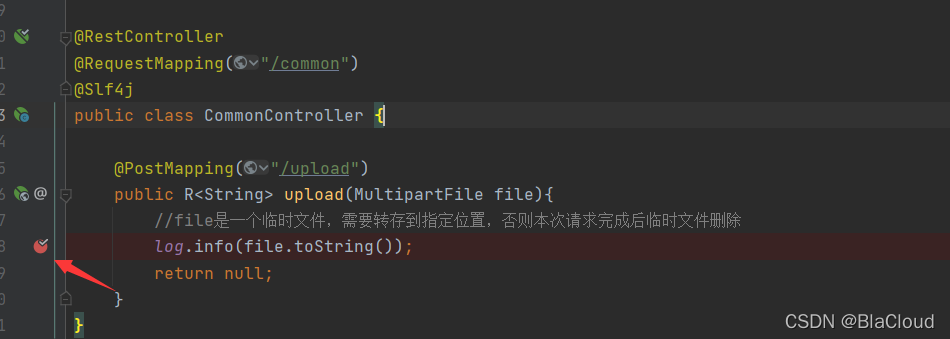 9
0 @RestController
1 @RequestMapping("/common")
2 @Slf4j
3 public class CommonController {
4
5 @PostMapping("/upload")
6 @ public R<String> upload(MultipartFile file){
7 //file是一个临时文件，需要转存到指定位置，否则本次请求完成后临时文件删除
8 log.info(file.toString());
9 return null;
0 }
1 }
CSDN @BlaCloud